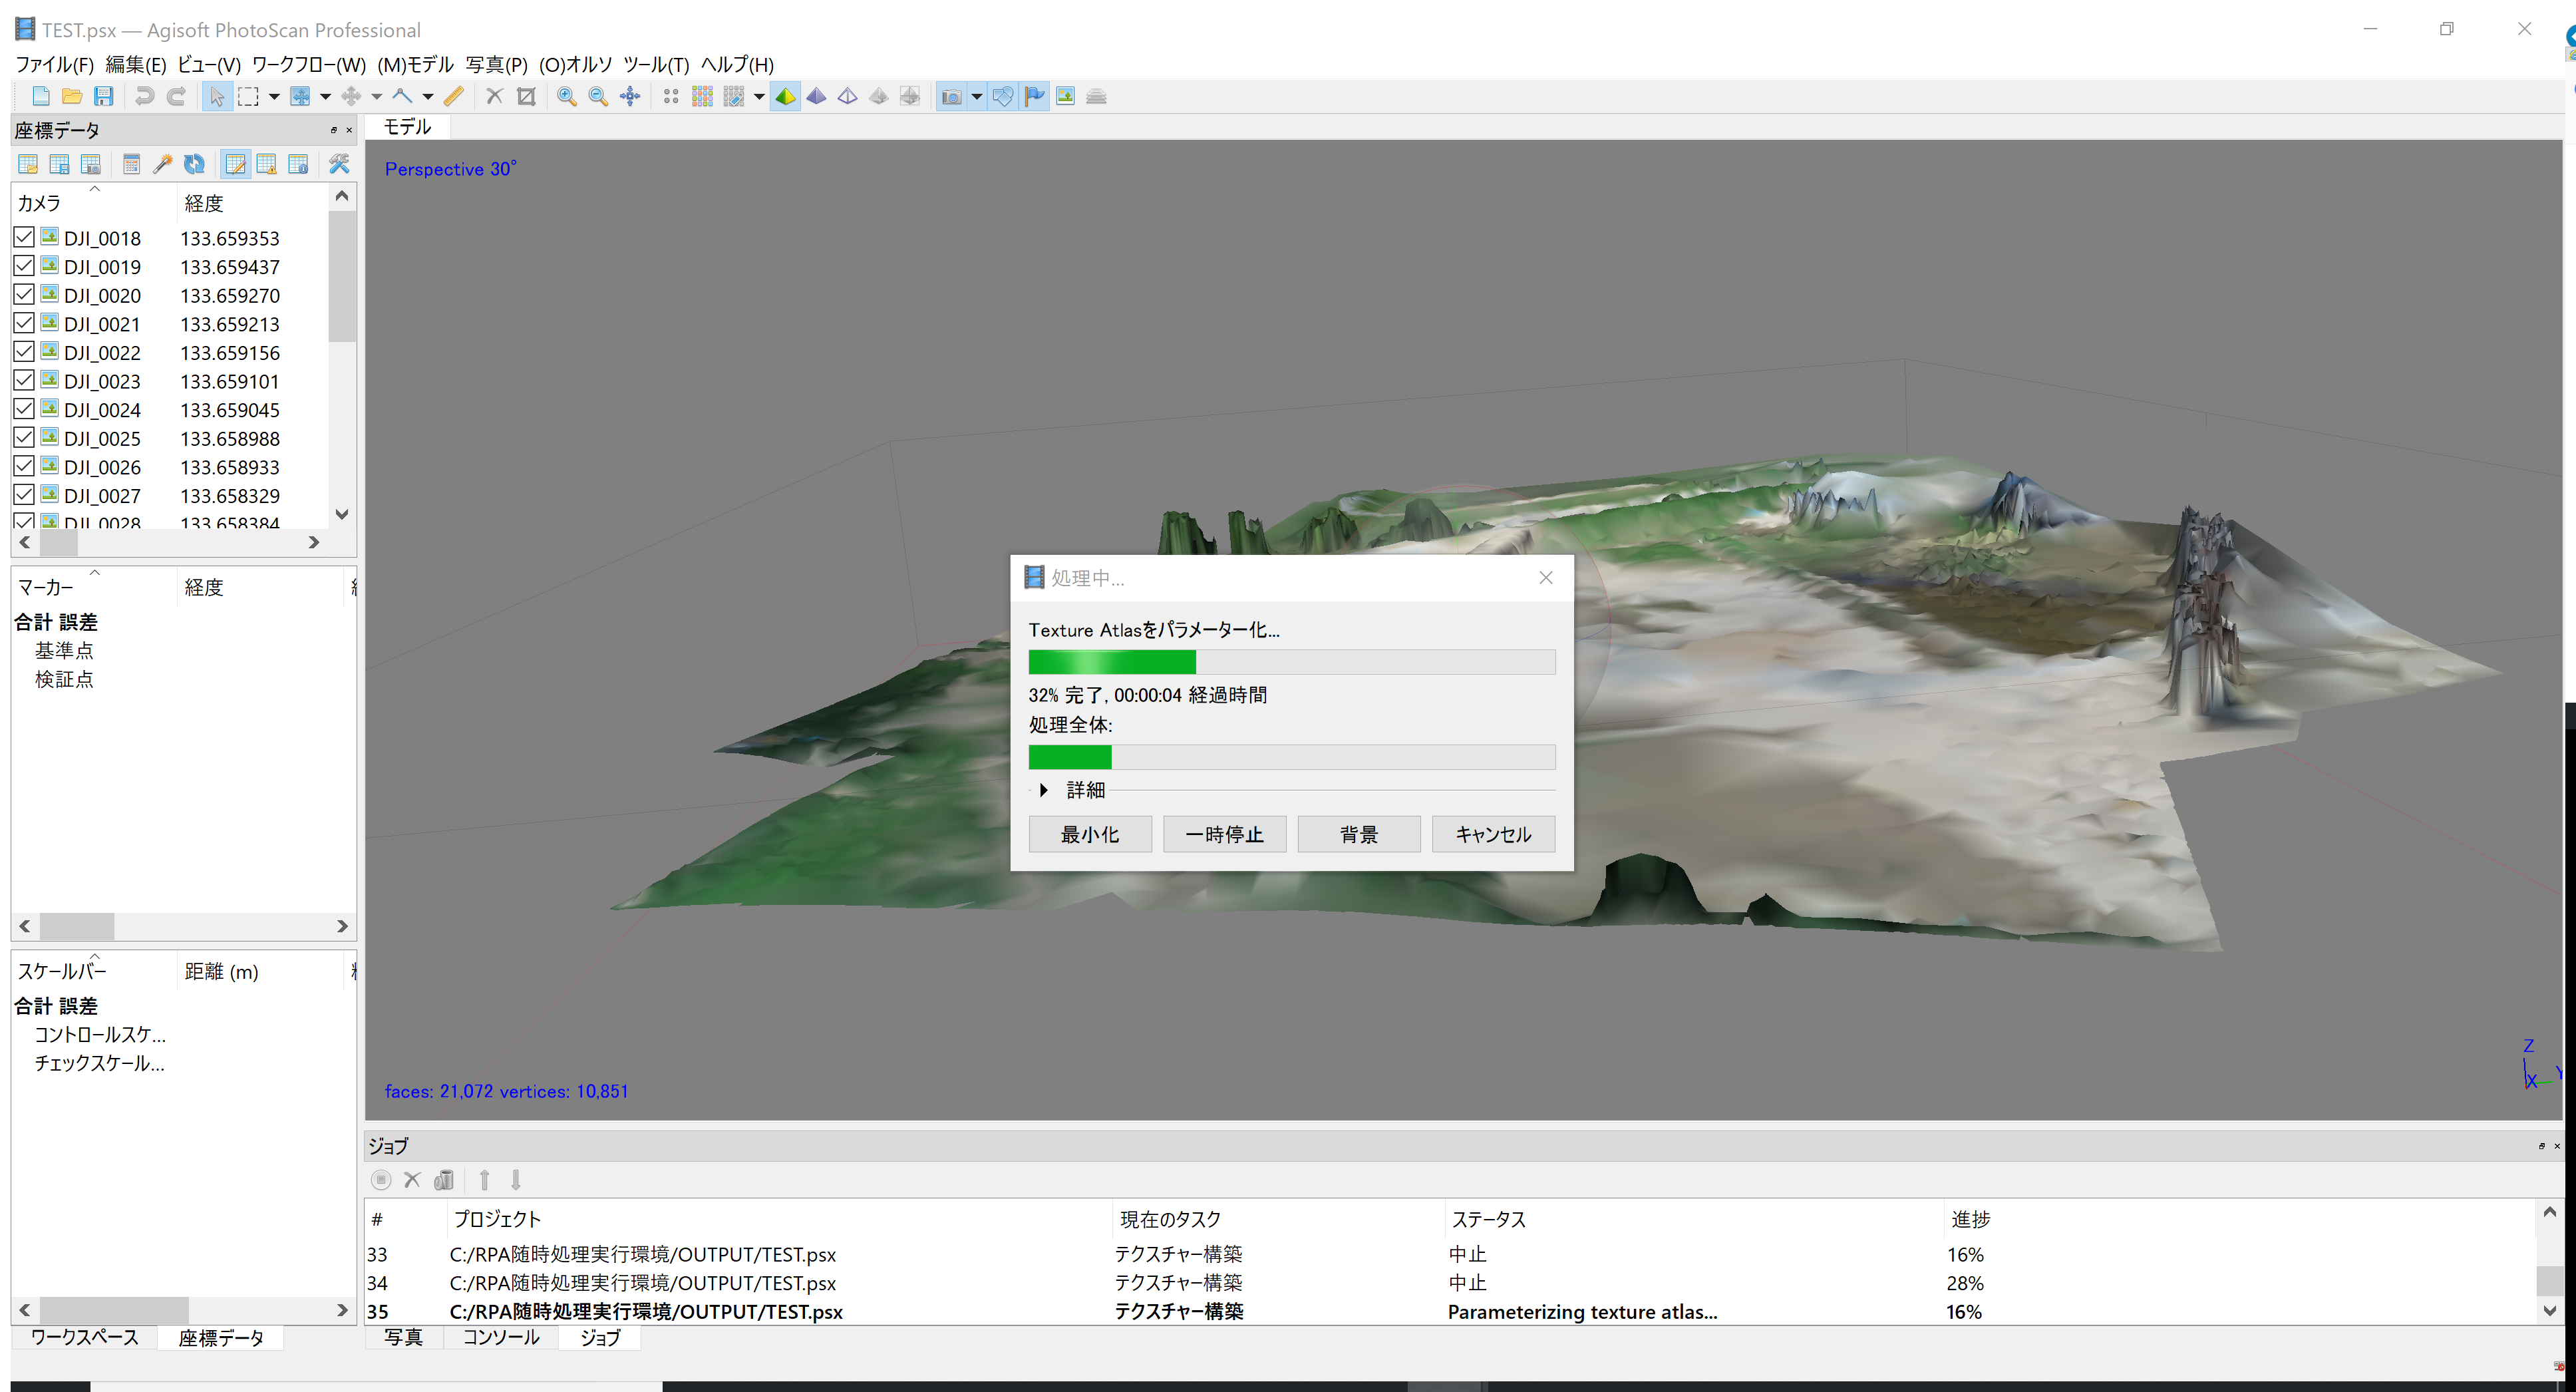 TEST.psx — Agisoft PhotoScan Professional
ファイル(F) 編集(E) ビュー(V) ワークフロー(W) (M)モデル 写真(P) (O)オルソ ツール(T) ヘルプ(H)
座標データ
カメラ 経度
DJI_0018 133.659353
DJI_0019 133.659437
DJI_0020 133.659270
DJI_0021 133.659213
DJI_0022 133.659156
DJI_0023 133.659101
DJI_0024 133.659045
DJI_0025 133.658988
DJI_0026 133.658933
DJI_0027 133.658329
DJI_0028 133.658384
マーカー 経度
合計 誤差
基準点
検証点
スケールバー 距離 (m)
合計 誤差
コントロールスケ...
チェックスケール...
ワークスペース 座標データ
モデル
Perspective 30°
処理中...
Texture Atlasをパラメーター化...
32% 完了, 00:00:04 経過時間
処理全体:
詳細
最小化 一時停止 背景 キャンセル
Z
X Y
faces: 21,072 vertices: 10,851
ジョブ
# プロジェクト 現在のタスク ステータス 進捗
33 C:/RPA随時処理実行環境/OUTPUT/TEST.psx テクスチャー構築 中止 16%
34 C:/RPA随時処理実行環境/OUTPUT/TEST.psx テクスチャー構築 中止 28%
35 C:/RPA随時処理実行環境/OUTPUT/TEST.psx テクスチャー構築 Parameterizing texture atlas... 16%
写真 コンソール ジョブ